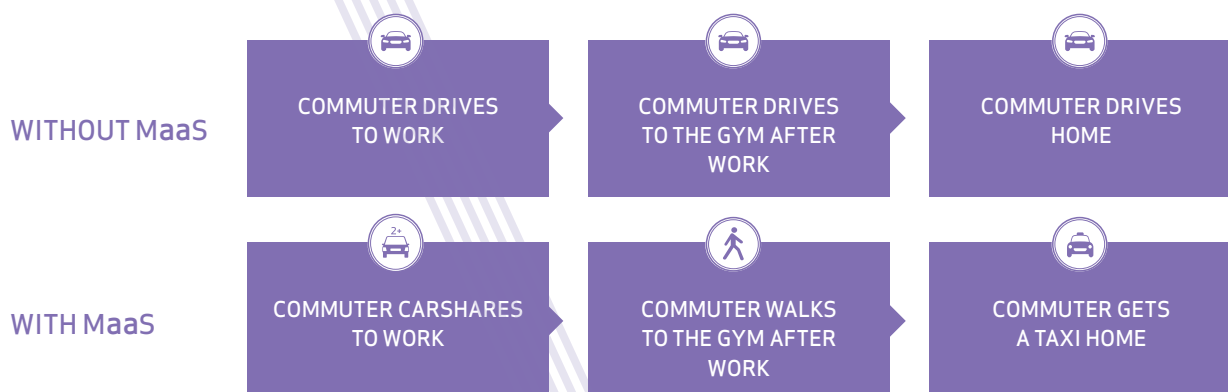 WITHOUT MaaS
COMMUTER DRIVES
TO WORK
COMMUTER DRIVES
TO THE GYM AFTER
WORK
COMMUTER DRIVES
HOME
WITH MaaS
2+
COMMUTER CARSHARES
TO WORK
COMMUTER WALKS
TO THE GYM AFTER
WORK
COMMUTER GETS
A TAXI HOME